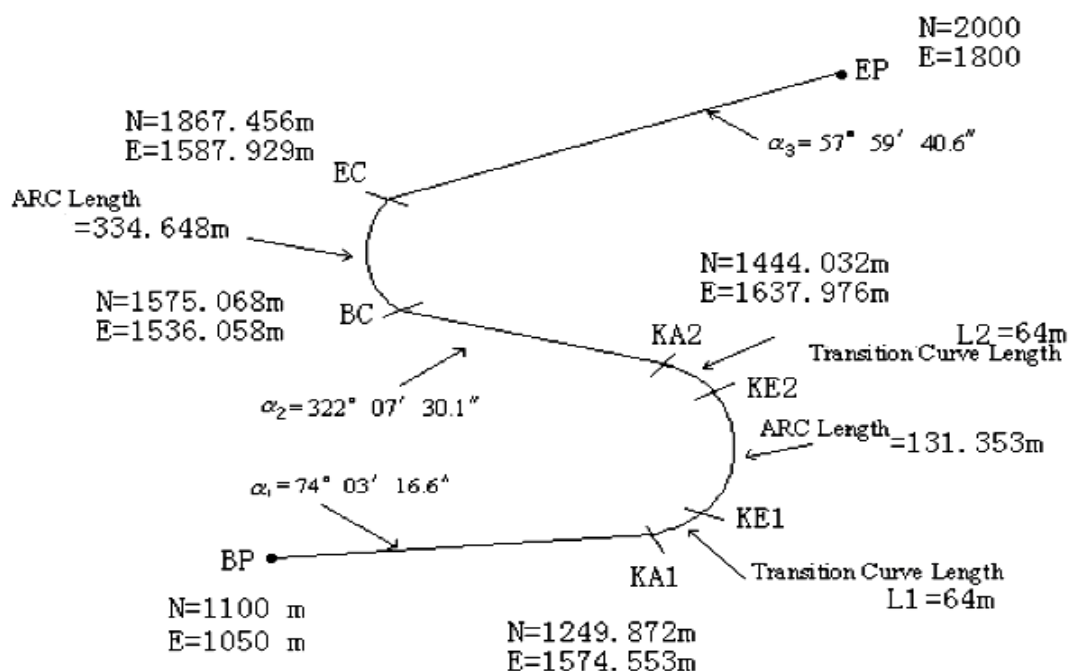 N=2000
E=1800
EP
α₃=57° 59′ 40.6″
N=1867.456m
E=1587.929m
EC
ARC Length
=334.648m
N=1575.068m
E=1536.058m
BC
N=1444.032m
E=1637.976m
KA2
L2=64m
Transition Curve Length
KE2
α₂=322° 07′ 30.1″
ARC Length
=131.353m
α₁=74° 03′ 16.6″
KE1
BP
KA1
Transition Curve Length
L1=64m
N=1100 m
E=1050 m
N=1249.872m
E=1574.553m